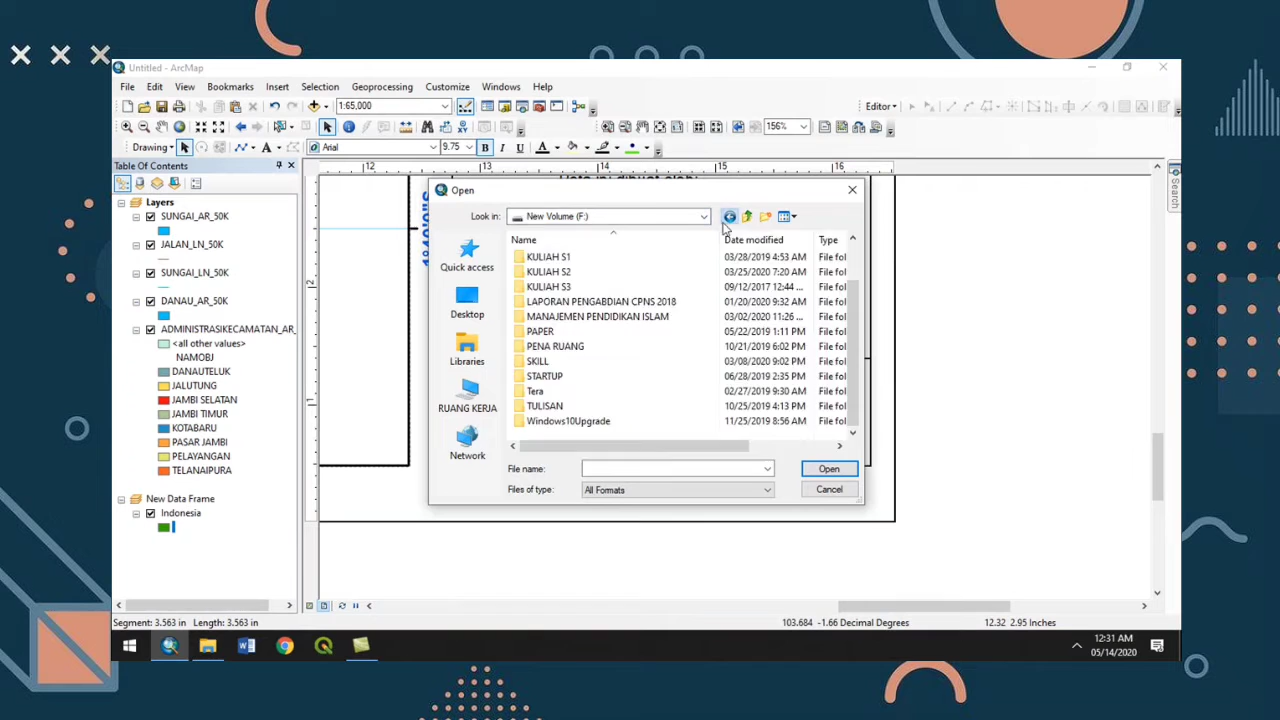 Untitled - ArcMap
File Edit View Bookmarks Insert Selection Geoprocessing Customize Windows Help
1:65,000
Editor
156%
Drawing
Arial
9.75
B I U A
Table Of Contents
12 13 14 15 16
Layers
SUNGAI_AR_50K
JALAN_LN_50K
SUNGAI_LN_50K
DANAU_AR_50K
ADMINISTRASIKECAMATAN_AR_
<all other values>
NAMOBJ
DANAUTELUK
JALUTUNG
JAMBI SELATAN
JAMBI TIMUR
KOTABARU
PASAR JAMBI
PELAYANGAN
TELANAIPURA
New Data Frame
Indonesia
2
1
Search
Open
Look in: New Volume (F:)
Quick access
Desktop
Libraries
RUANG KERJA
Network
Name Date modified Type
KULIAH S1 03/28/2019 4:53 AM File fol
KULIAH S2 03/25/2020 7:20 AM File fol
KULIAH S3 09/12/2017 12:44 ... File fol
LAPORAN PENGABDIAN CPNS 2018 01/20/2020 9:32 AM File fol
MANAJEMEN PENDIDIKAN ISLAM 03/02/2020 11:26 ... File fol
PAPER 05/22/2019 1:11 PM File fol
PENA RUANG 10/21/2019 6:02 PM File fol
SKILL 03/08/2020 9:02 PM File fol
STARTUP 06/28/2019 2:35 PM File fol
Tera 02/27/2019 9:30 AM File fol
TULISAN 10/25/2019 4:13 PM File fol
Windows10Upgrade 11/25/2019 8:56 AM File fol
File name: Open
Files of type: All Formats Cancel
Segment: 3.563 in Length: 3.563 in
103.684 -1.66 Decimal Degrees
12.32 2.95 Inches
12:31 AM
05/14/2020